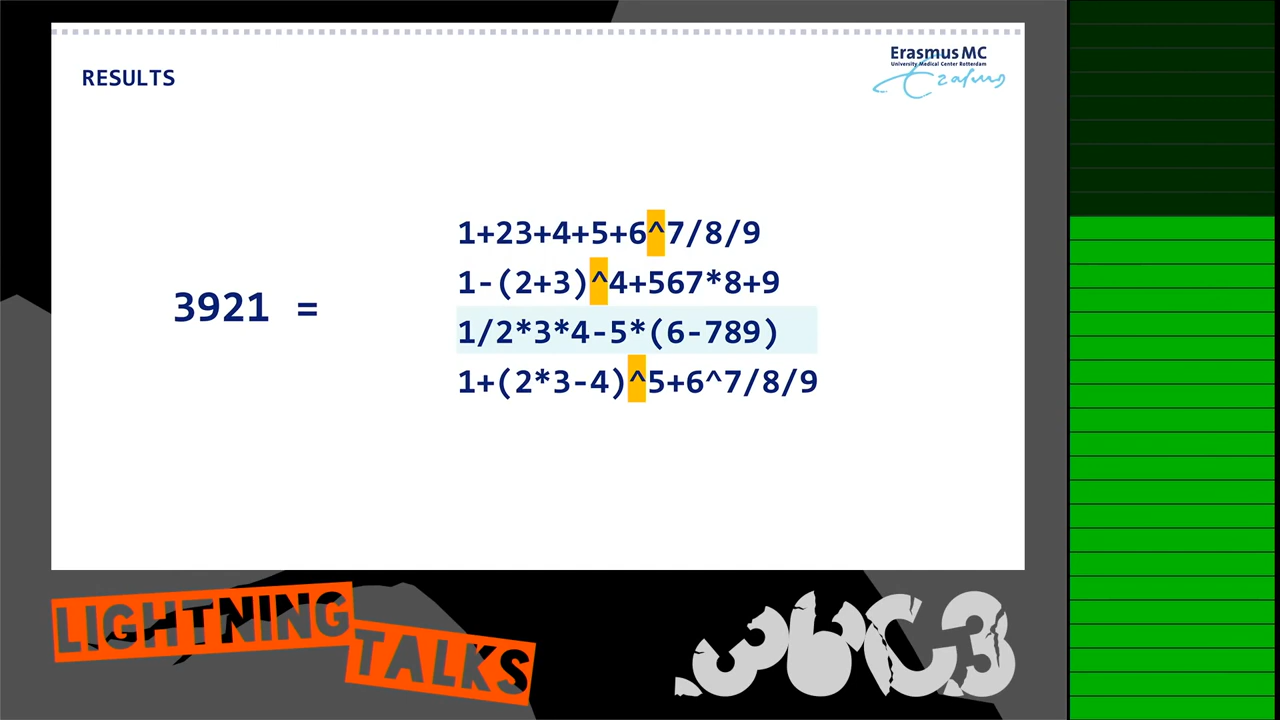 RESULTS
Erasmus MC
University Medical Center Rotterdam
Erasmus
3921 =
1+23+4+5+6^7/8/9
1-(2+3)^4+567*8+9
1/2*3*4-5*(6-789)
1+(2*3-4)^5+6^7/8/9
LIGHTNING
TALKS
36C3